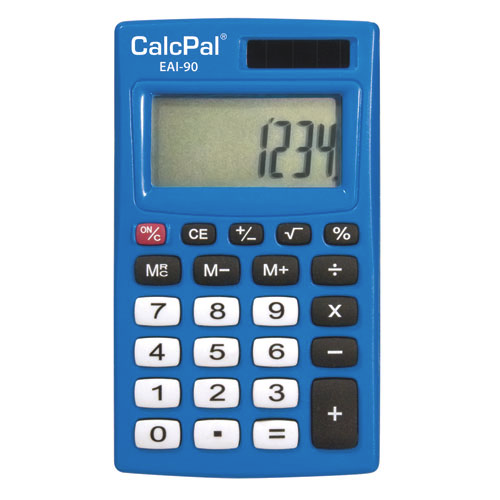 CalcPal®
EAI-90
1234.
ON/C CE +/− √ %
MRC M− M+ ÷
7 8 9 x
4 5 6 −
1 2 3 +
0 . =